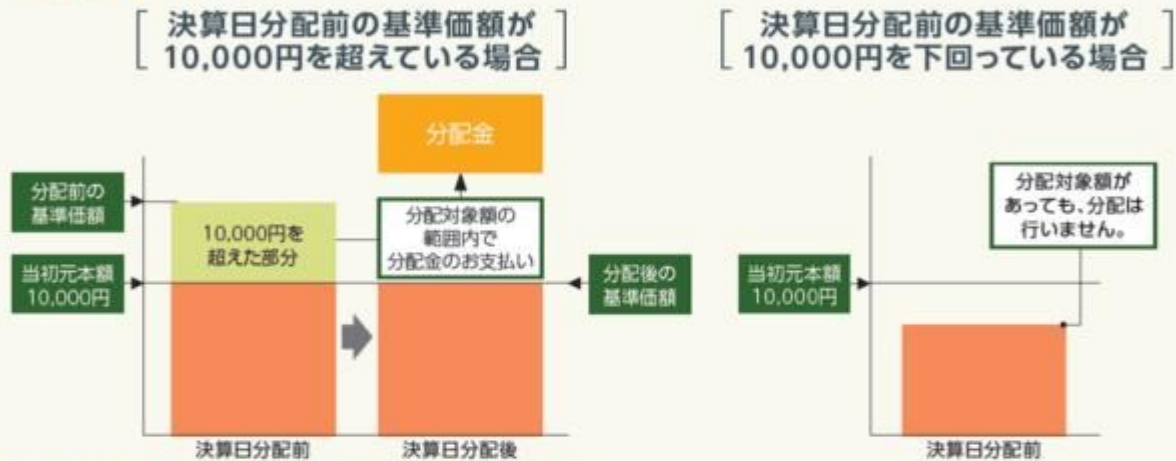 決算日分配前の基準価額が
10,000円を超えている場合
分配金
分配前の
基準価額
10,000円を
超えた部分
分配対象額の
範囲内で
分配金のお支払い
当初元本額
10,000円
分配後の
基準価額
決算日分配前
決算日分配後
決算日分配前の基準価額が
10,000円を下回っている場合
分配対象額が
あっても、分配は
行いません。
当初元本額
10,000円
決算日分配前